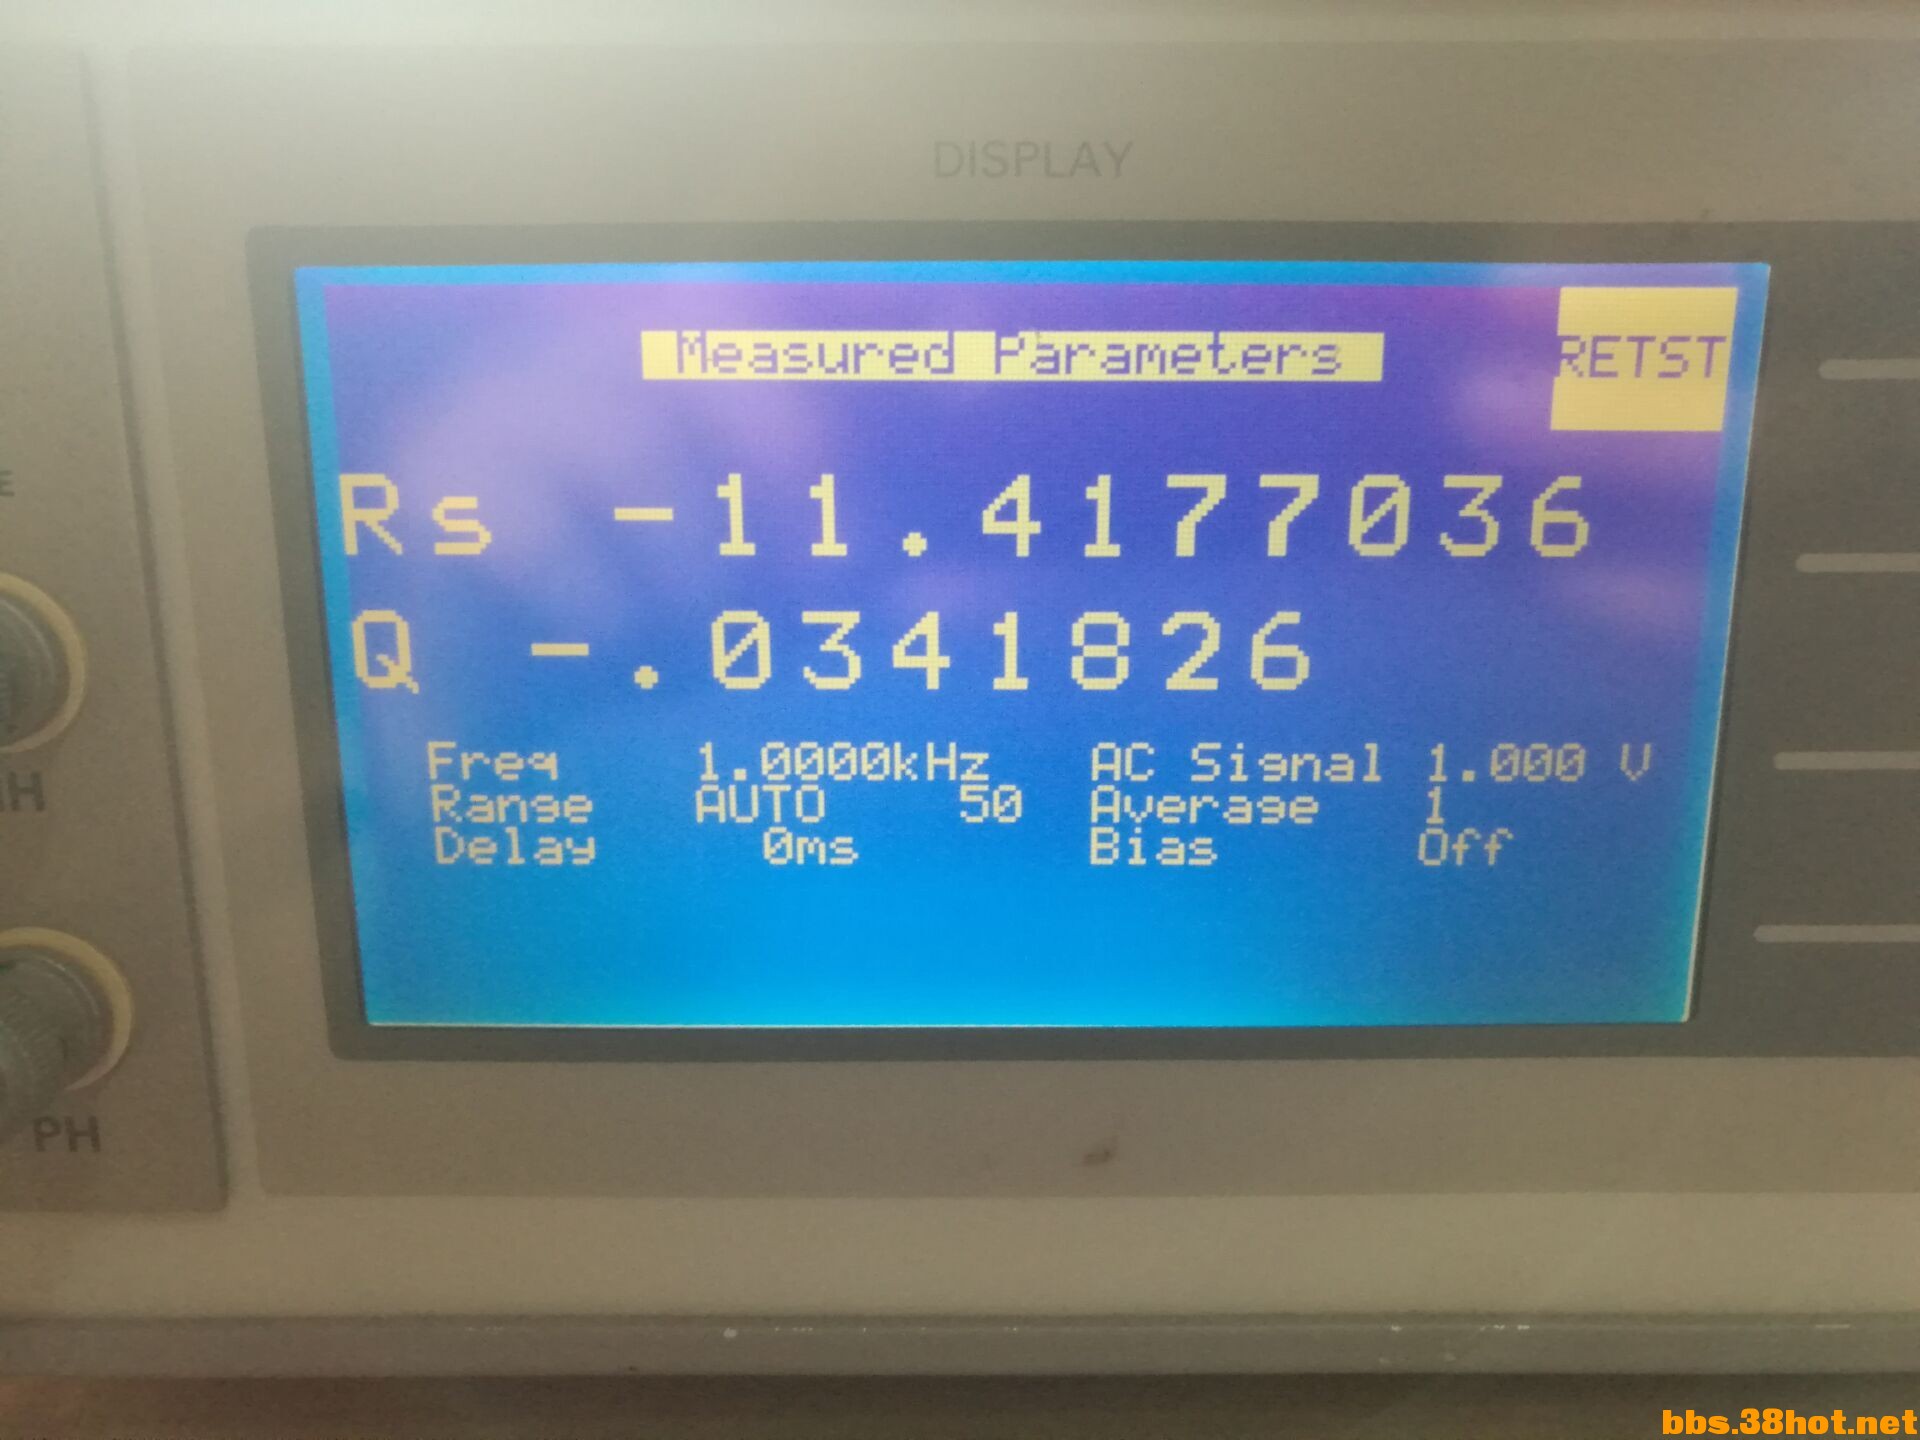 DISPLAY
Measured Parameters
RETST
Rs -11.4177036
Q -.0341826
Freq 1.0000kHz AC Signal 1.000 V
Range AUTO 50 Average 1
Delay 0ms Bias Off
PH
bbs.38hot.net